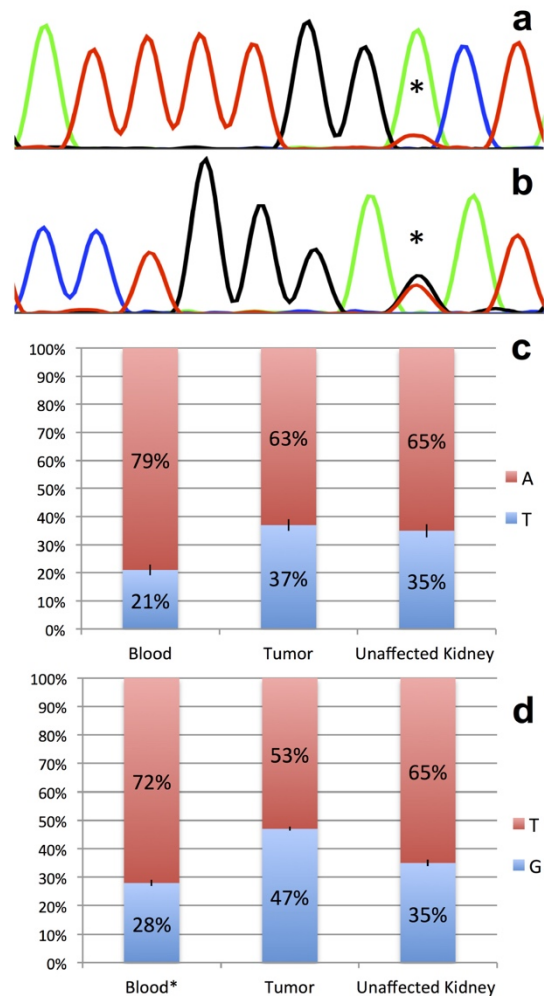 a
*
b
*
c
100%
90%
80%
70%
60%
50%
40%
30%
20%
10%
0%
79%
63%
65%
21%
37%
35%
A
T
Blood
Tumor
Unaffected Kidney
d
100%
90%
80%
70%
60%
50%
40%
30%
20%
10%
0%
72%
53%
65%
28%
47%
35%
T
G
Blood*
Tumor
Unaffected Kidney